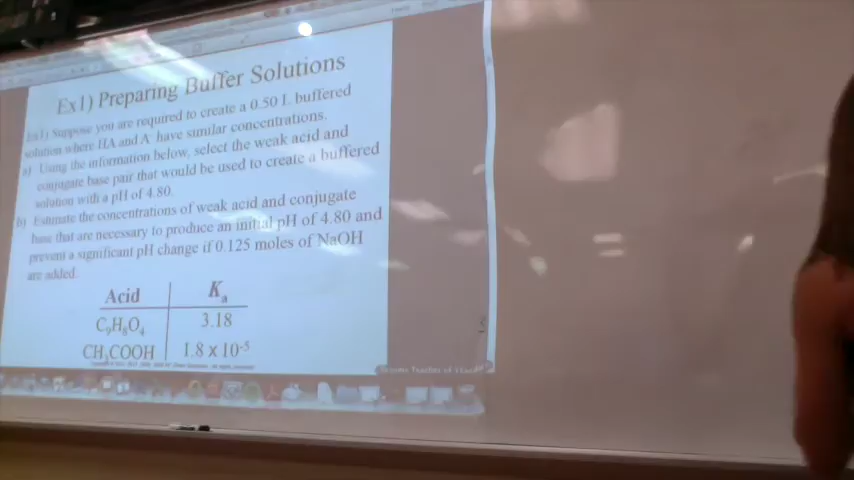 Ex1) Preparing Buffer Solutions
Ex1) Suppose you are required to create a 0.50 L buffered
solution where HA and A⁻ have similar concentrations.
a) Using the information below, select the weak acid and
conjugate base pair that would be used to create a buffered
solution with a pH of 4.80.
b) Estimate the concentrations of weak acid and conjugate
base that are necessary to produce an initial pH of 4.80 and
prevent a significant pH change if 0.125 moles of NaOH
are added.
Acid Kₐ
C₉H₈O₄ 3.18
CH₃COOH 1.8 x 10⁻⁵